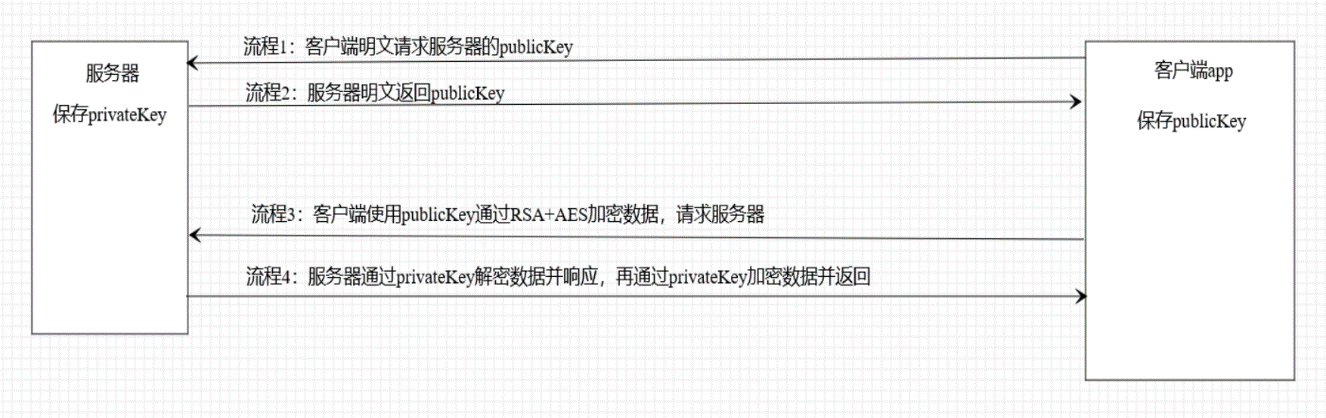 服务器
保存privateKey
流程1：客户端明文请求服务器的publicKey
流程2：服务器明文返回publicKey
流程3：客户端使用publicKey通过RSA+AES加密数据，请求服务器
流程4：服务器通过privateKey解密数据并响应，再通过privateKey加密数据并返回
客户端app
保存publicKey